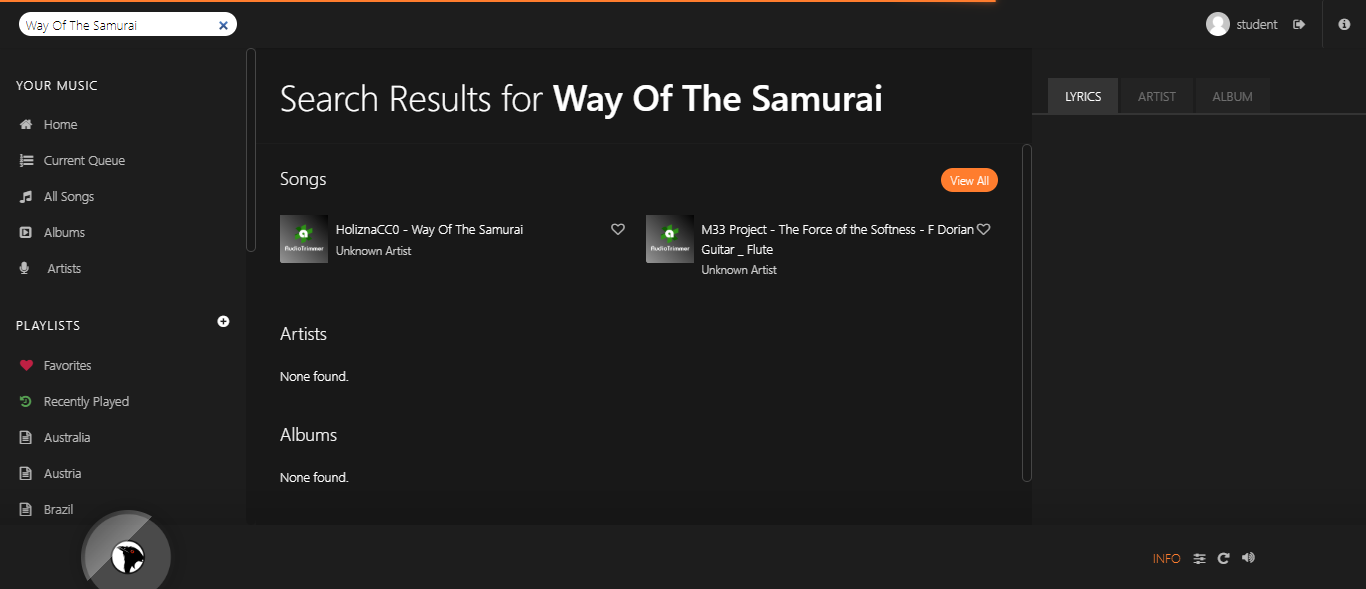 Way Of The Samurai
student
YOUR MUSIC
Home
Current Queue
All Songs
Albums
Artists
PLAYLISTS
Favorites
Recently Played
Australia
Austria
Brazil
Search Results for Way Of The Samurai
Songs
View All
AudioTrimmer
HoliznaCC0 - Way Of The Samurai
Unknown Artist
AudioTrimmer
M33 Project - The Force of the Softness - F Dorian
Guitar _ Flute
Unknown Artist
Artists
None found.
Albums
None found.
LYRICS
ARTIST
ALBUM
INFO